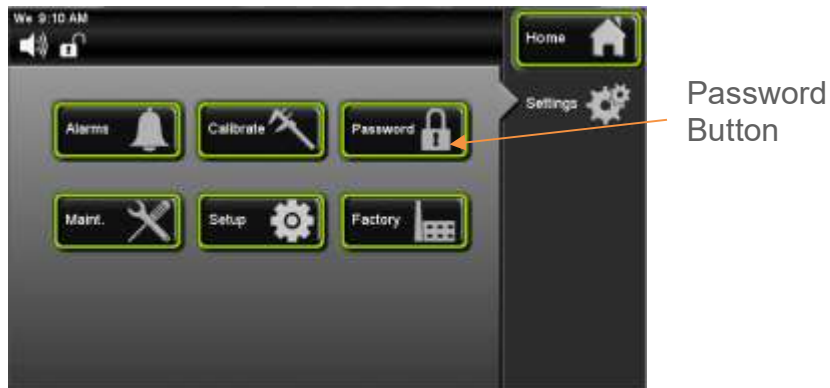 We 9:10 AM
Home
Settings
Alarms
Calibrate
Password
Maint.
Setup
Factory
Password
Button